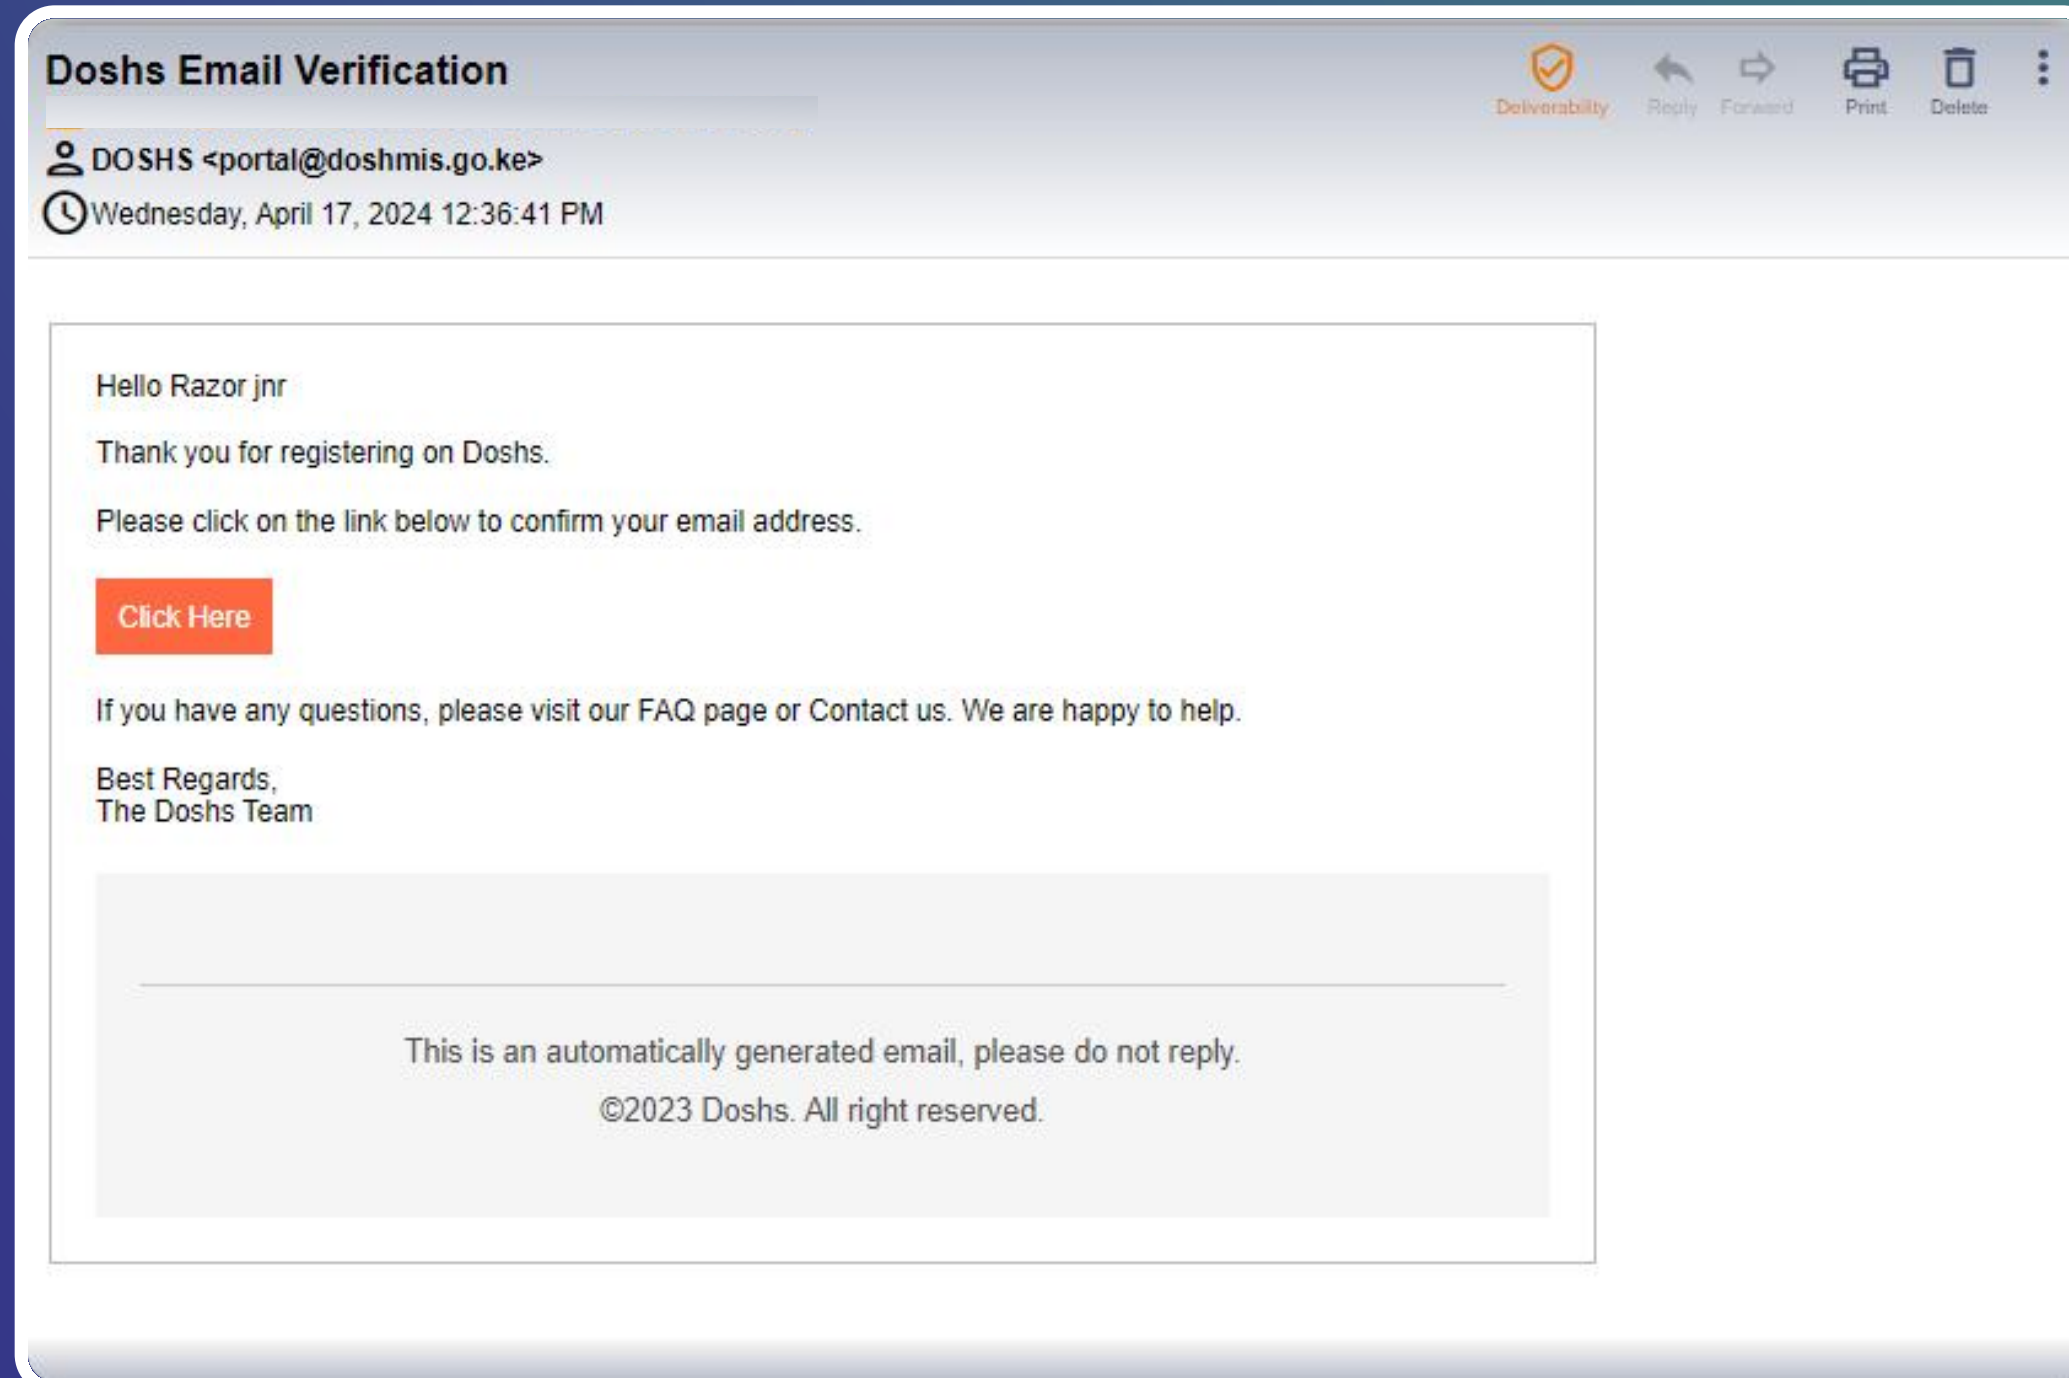 Doshs Email Verification
Deliverability Reply Forward Print Delete
DOSHS <portal@doshmis.go.ke>
Wednesday, April 17, 2024 12:36:41 PM
Hello Razor jnr
Thank you for registering on Doshs.
Please click on the link below to confirm your email address.
Click Here
If you have any questions, please visit our FAQ page or Contact us. We are happy to help.
Best Regards,
The Doshs Team
This is an automatically generated email, please do not reply.
©2023 Doshs. All right reserved.